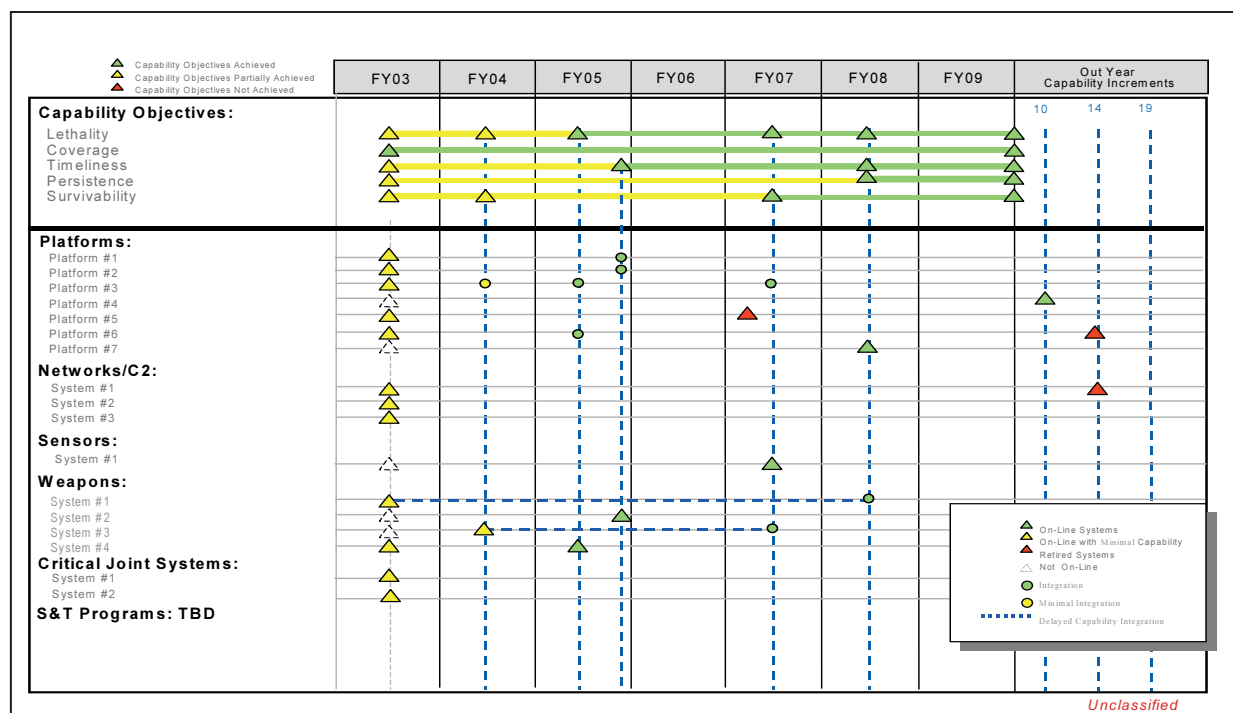 Capability Objectives Achieved
Capability Objectives Partially Achieved
Capability Objectives Not Achieved
FY03
FY04
FY05
FY06
FY07
FY08
FY09
Out Year
Capability Increments
Capability Objectives:
10
14
19
Lethality
Coverage
Timeliness
Persistence
Survivability
Platforms:
Platform #1
Platform #2
Platform #3
Platform #4
Platform #5
Platform #6
Platform #7
Networks/C2:
System #1
System #2
System #3
Sensors:
System #1
Weapons:
System #1
System #2
System #3
System #4
Critical Joint Systems:
System #1
System #2
S&T Programs: TBD
On-Line Systems
On-Line with Minimal Capability
Retired Systems
Not On-Line
Integration
Minimal Integration
Delayed Capability Integration
Unclassified